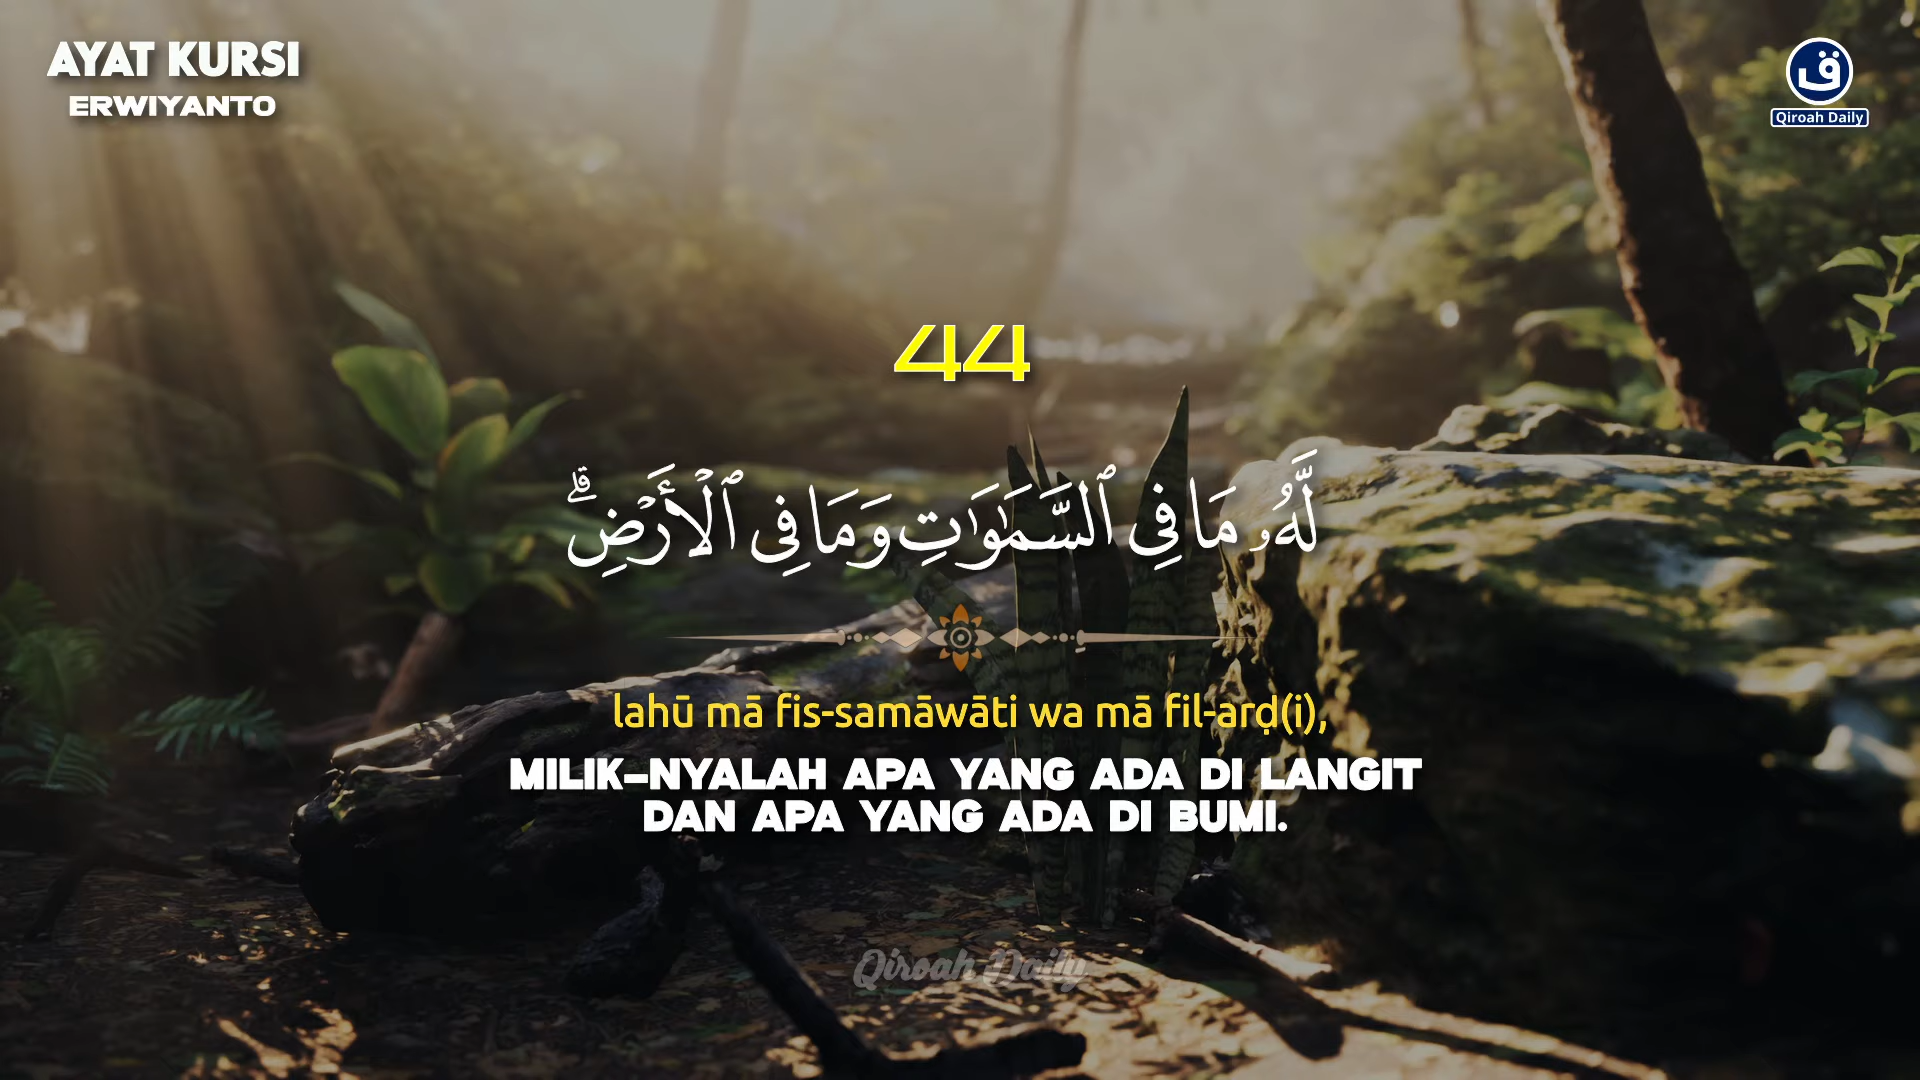 AYAT KURSI
ERWIYANTO
ق
Qiroah Daily
44
لَّهُۥ مَا فِى ٱلسَّمَٰوَٰتِ وَمَا فِى ٱلْأَرْضِ ۗ
lahū mā fis-samāwāti wa mā fil-arḍ(i),
MILIK-NYALAH APA YANG ADA DI LANGIT
DAN APA YANG ADA DI BUMI.
Qiroah Daily